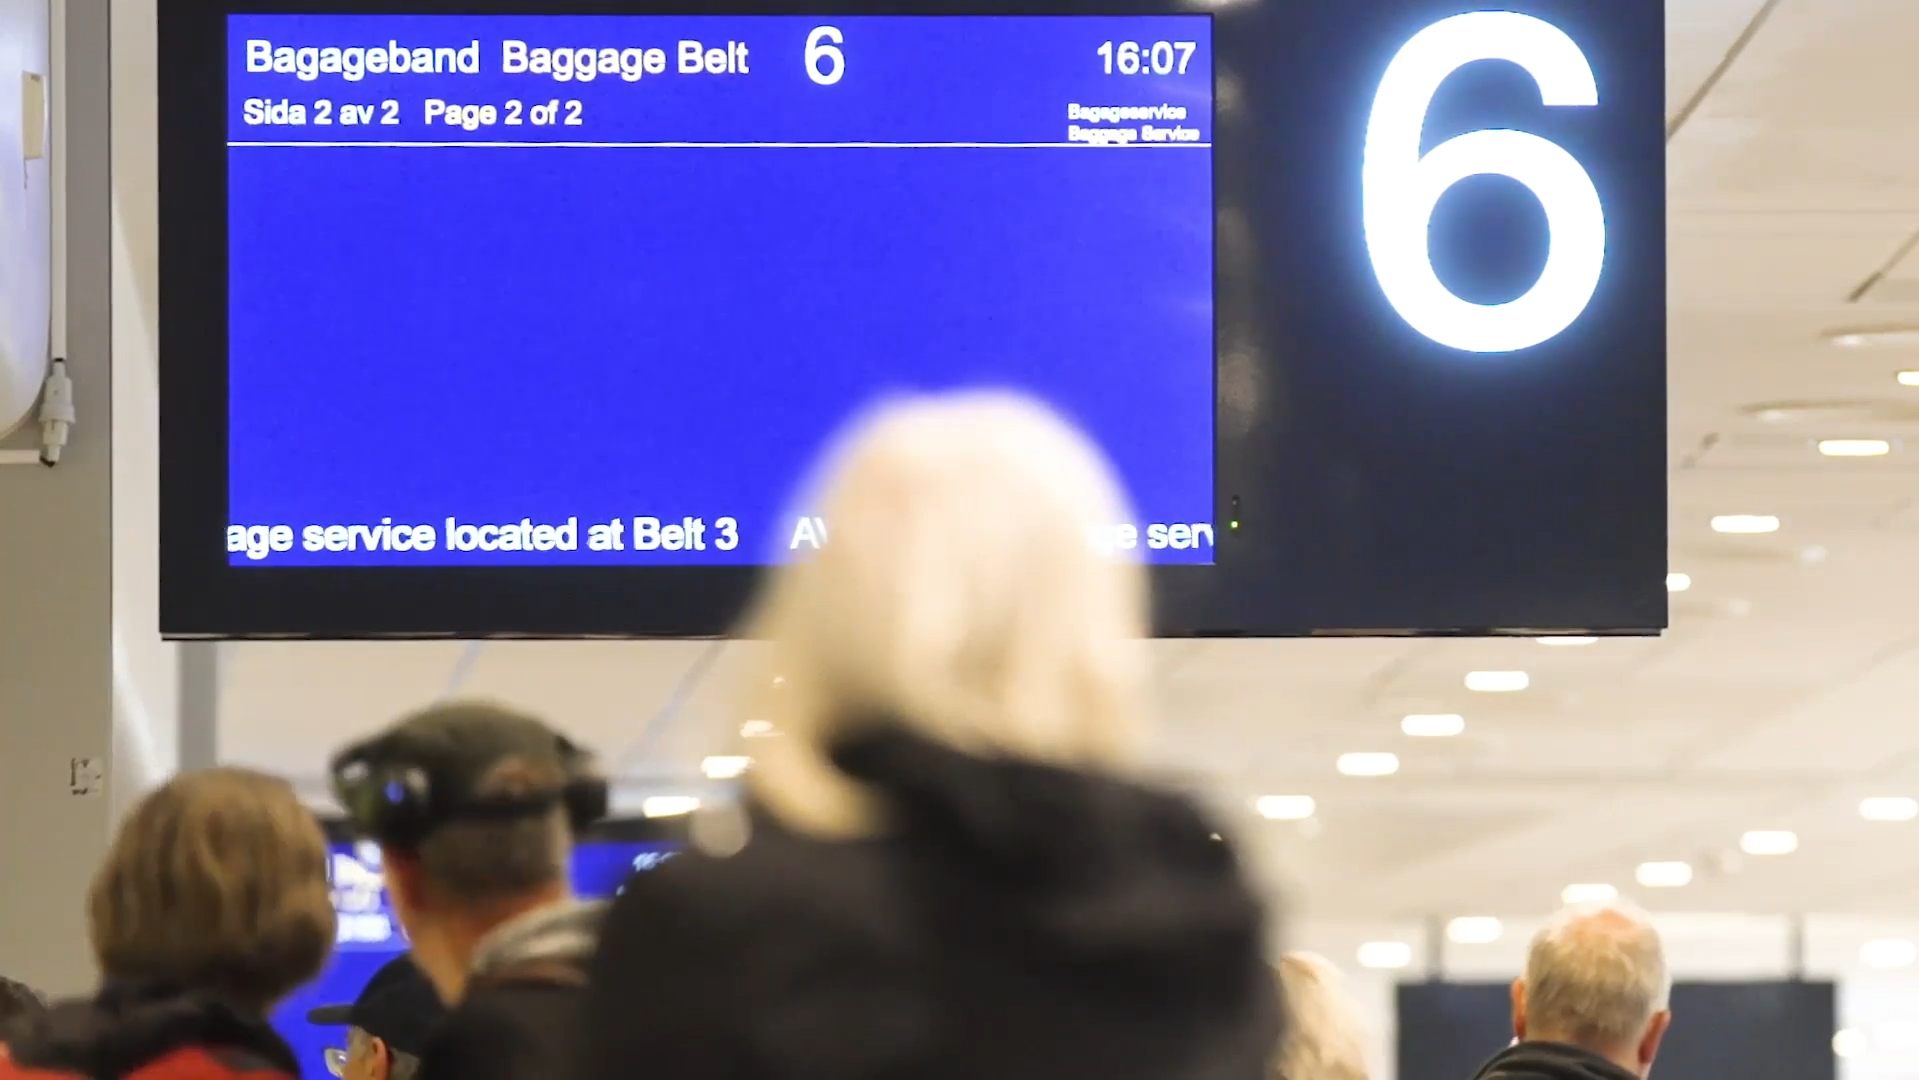 Bagageband Baggage Belt 6 16:07
Sida 2 av 2 Page 2 of 2
Bagageservice
Baggage Service
age service located at Belt 3
6